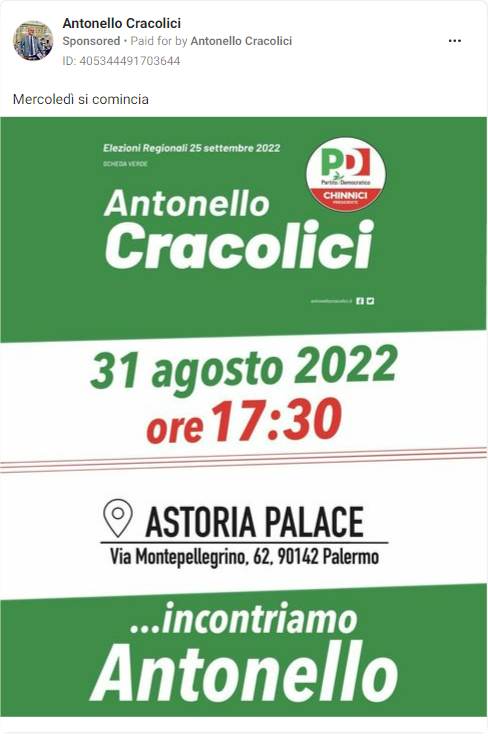 Antonello Cracolici
Sponsored • Paid for by Antonello Cracolici
ID: 405344491703644
Mercoledì si comincia
Elezioni Regionali 25 settembre 2022
SCHEDA VERDE
PD
Partito Democratico
CHINNICI
PRESIDENTE
Antonello
Cracolici
antonellocracolici.it
31 agosto 2022
ore 17:30
ASTORIA PALACE
Via Montepellegrino, 62, 90142 Palermo
...incontriamo
Antonello